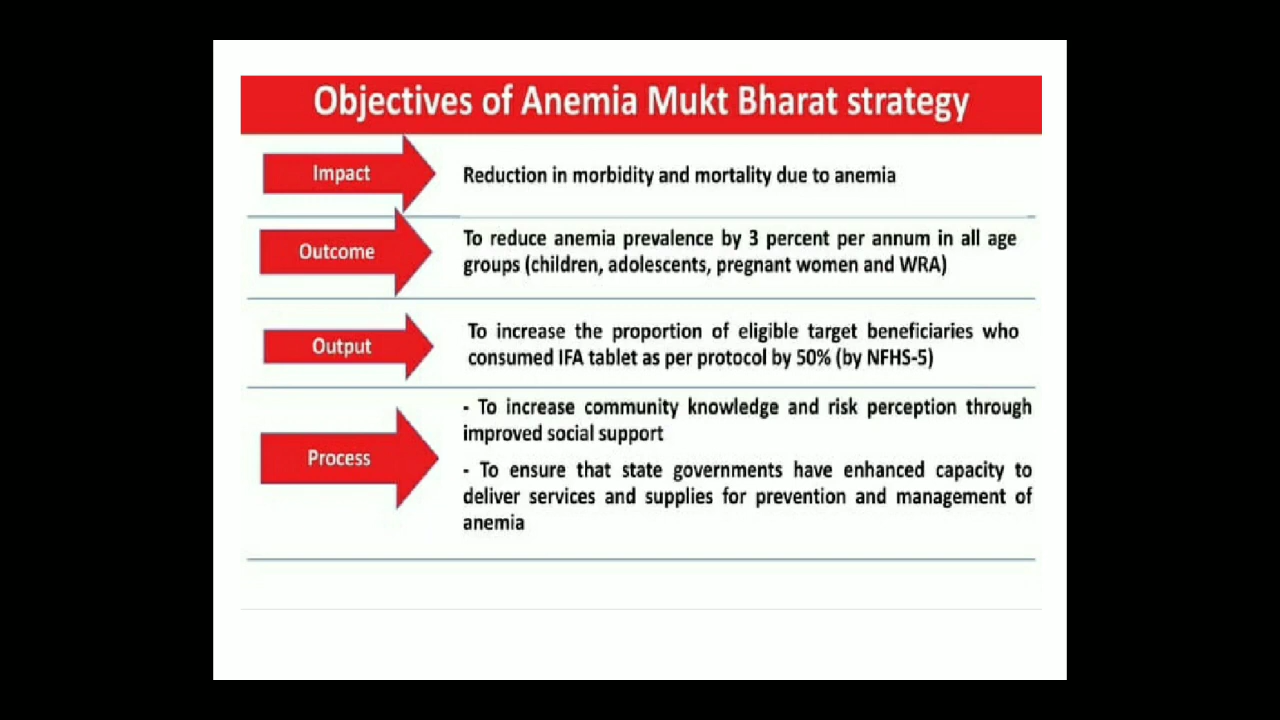 Objectives of Anemia Mukt Bharat strategy
Impact
Reduction in morbidity and mortality due to anemia
Outcome
To reduce anemia prevalence by 3 percent per annum in all age
groups (children, adolescents, pregnant women and WRA)
Output
To increase the proportion of eligible target beneficiaries who
consumed IFA tablet as per protocol by 50% (by NFHS-5)
Process
- To increase community knowledge and risk perception through
improved social support
- To ensure that state governments have enhanced capacity to
deliver services and supplies for prevention and management of
anemia